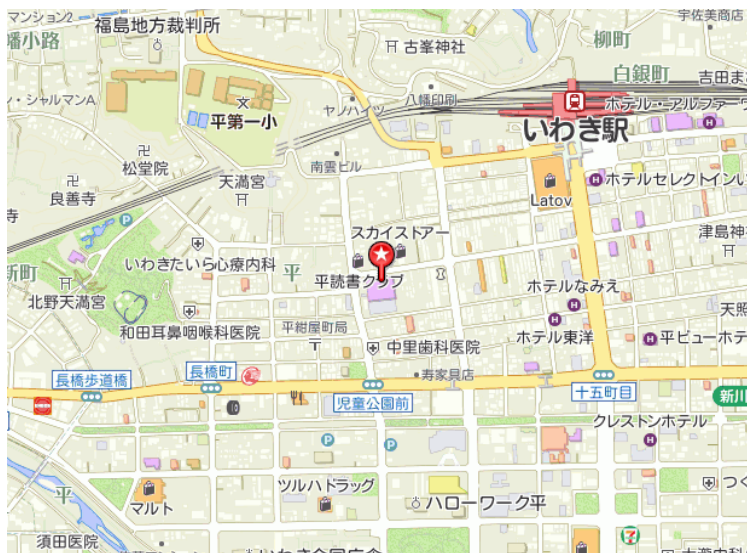 マンション2
福島地方裁判所
宇佐美商店
幡小路
古峯神社
柳町
白銀町
吉田ま
ン・シャルマンA
ヤノハイツ
八幡印刷
ホテル・アルファーワ
平第一小
いわき駅
松堂院
南雲ビル
天満宮
良善寺
ホテルセレクトインい
Latov
寺
スカイストアー
津島神
いわきたいら心療内科
新町
平
平読書クラブ
北野天満宮
ホテルなみえ
天照
和田耳鼻咽喉科医院
平紺屋町局
中里歯科医院
ホテル東洋
平ビューホテ
長橋歩道橋
長橋町
寿家具店
児童公園前
十五町目
新川
クレストンホテル
P
P
P
平
マルト
ツルハドラッグ
ハローワーク平
つく
須田医院